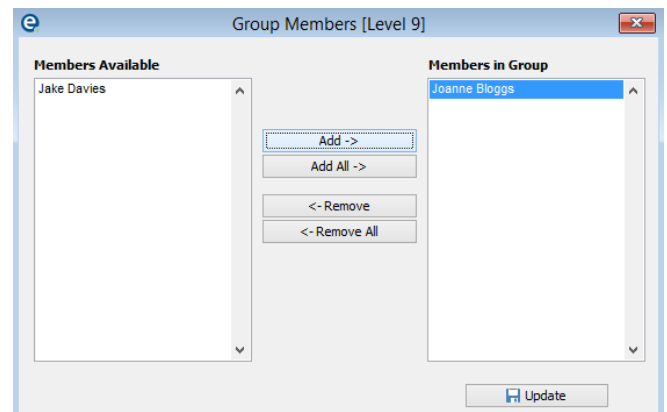 e
Group Members [Level 9]
Members Available
Members in Group
Jake Davies
Joanne Bloggs
Add ->
Add All ->
<- Remove
<- Remove All
Update